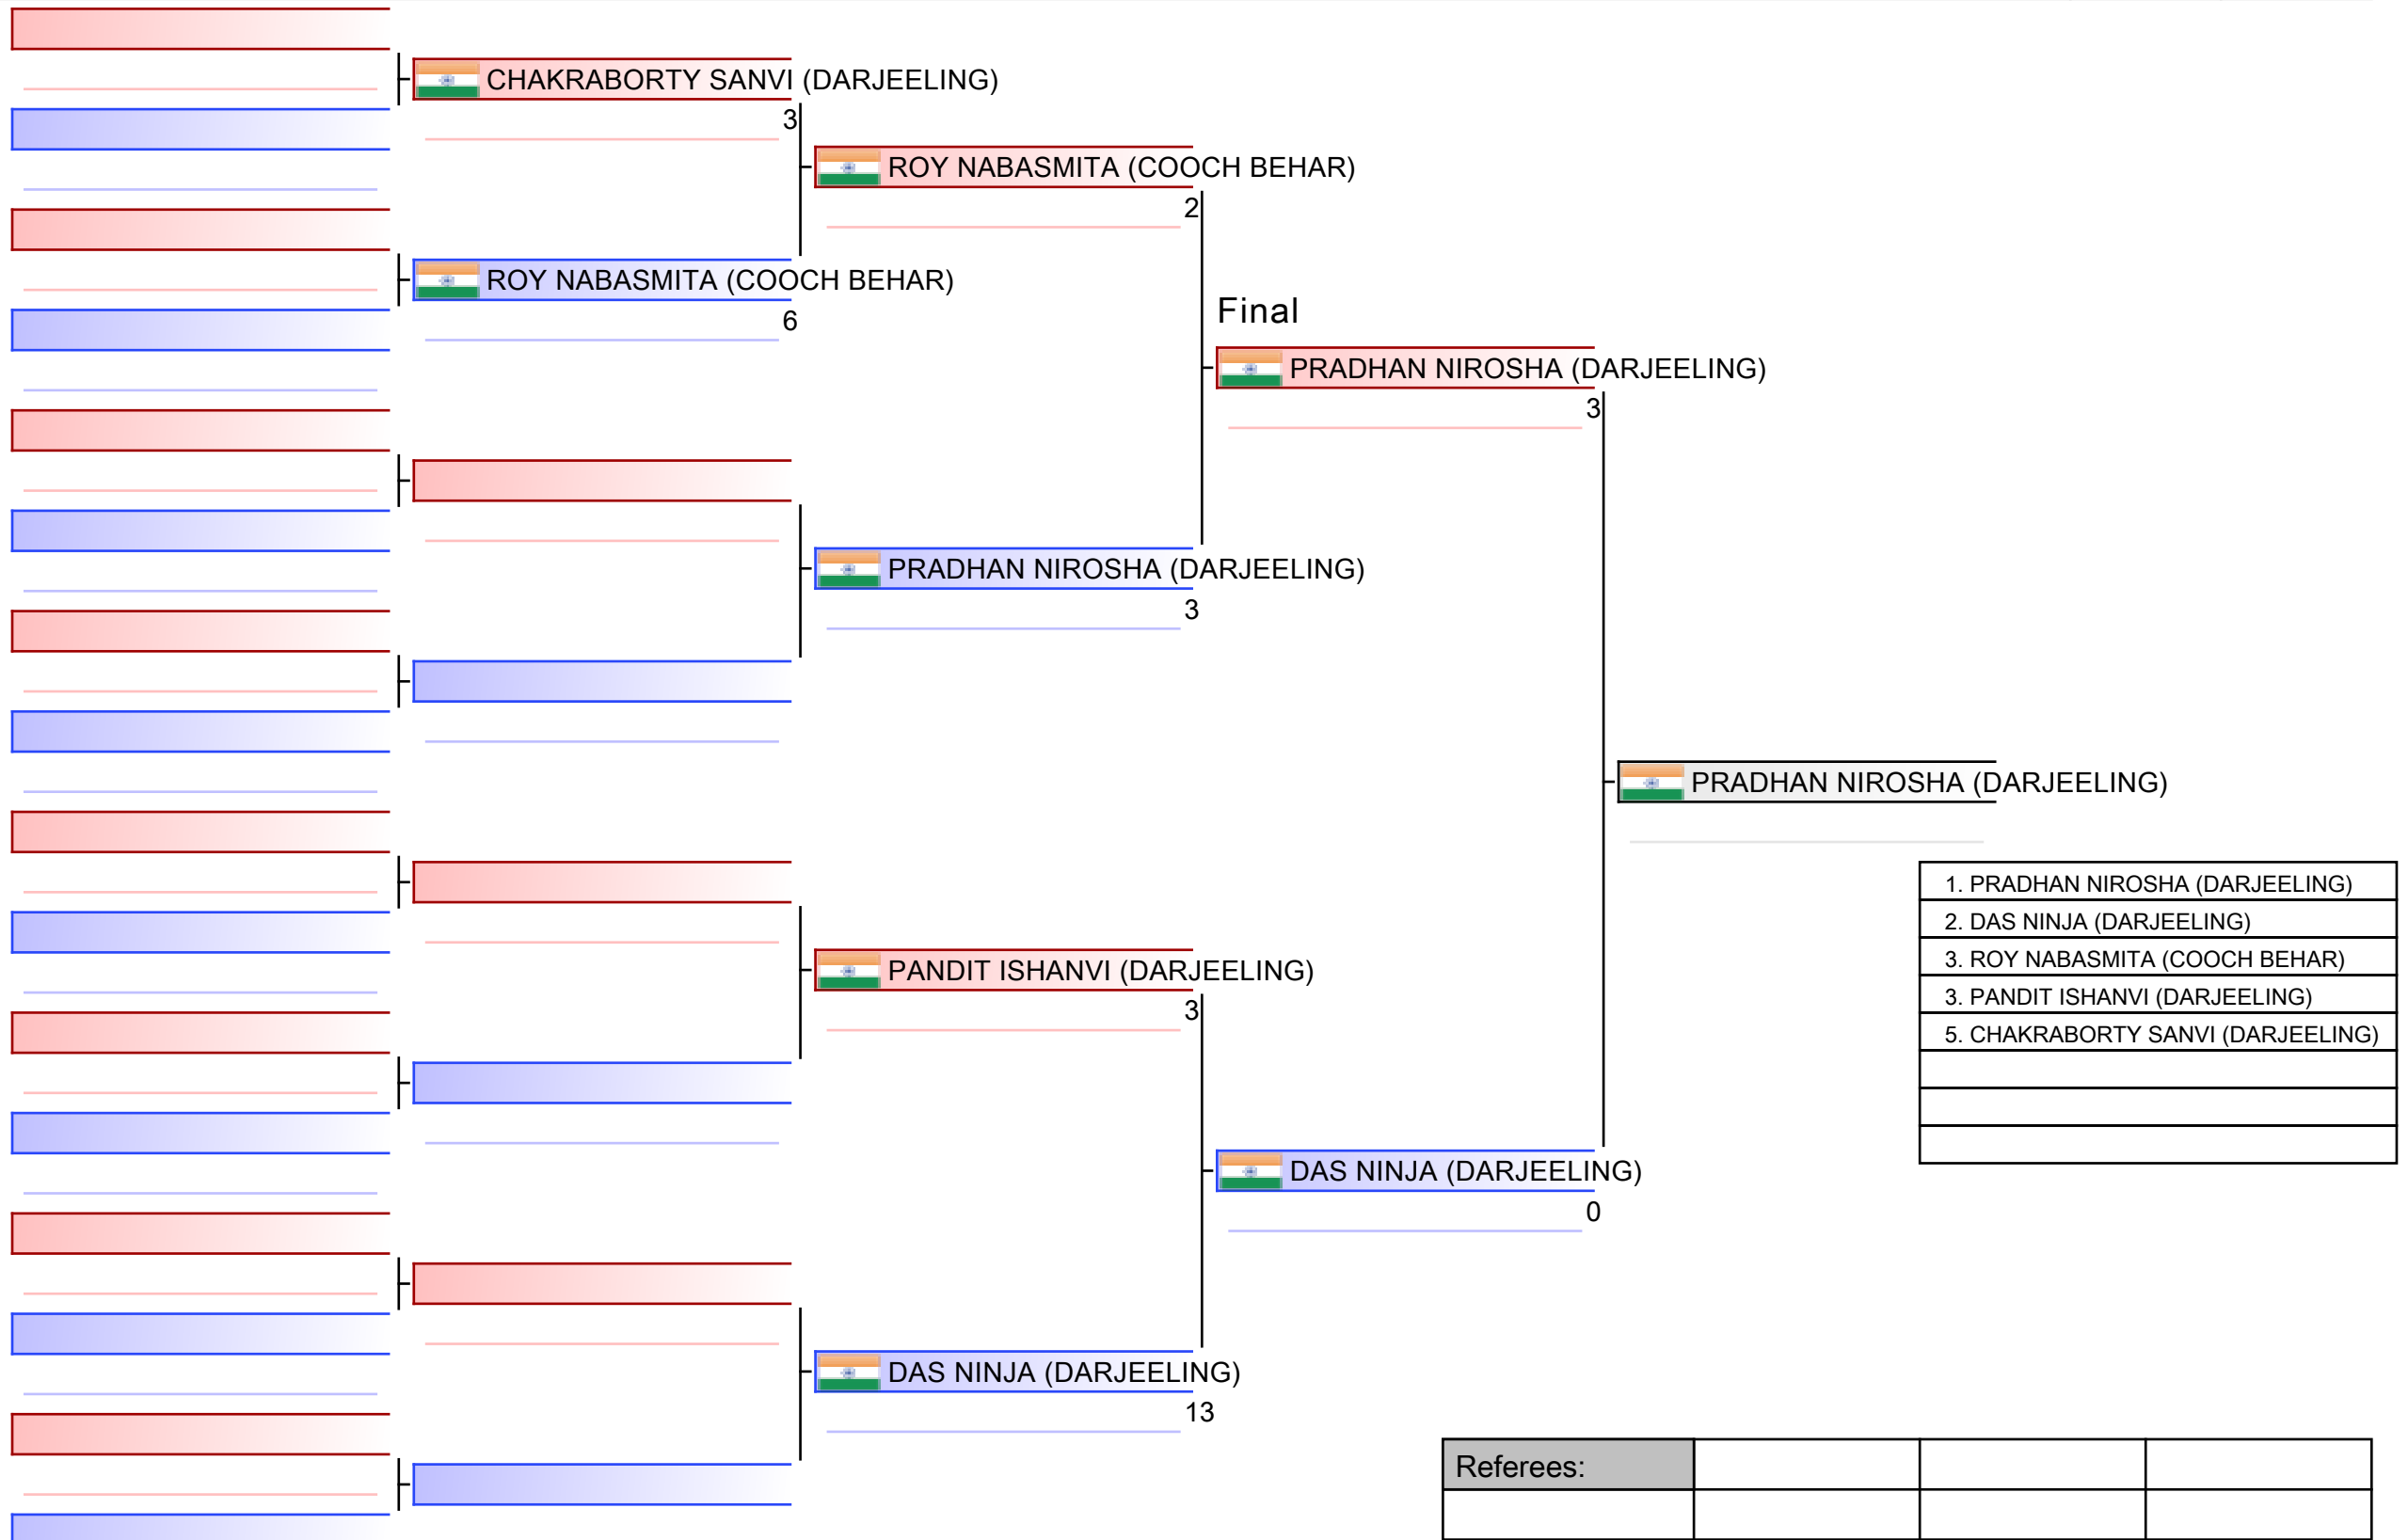 CHAKRABORTY SANVI (DARJEELING)
3
ROY NABASMITA (COOCH BEHAR)
2
ROY NABASMITA (COOCH BEHAR)
6
Final
PRADHAN NIROSHA (DARJEELING)
3
PRADHAN NIROSHA (DARJEELING)
3
PRADHAN NIROSHA (DARJEELING)
1. PRADHAN NIROSHA (DARJEELING)
2. DAS NINJA (DARJEELING)
3. ROY NABASMITA (COOCH BEHAR)
3. PANDIT ISHANVI (DARJEELING)
5. CHAKRABORTY SANVI (DARJEELING)
PANDIT ISHANVI (DARJEELING)
3
DAS NINJA (DARJEELING)
0
DAS NINJA (DARJEELING)
13
Referees: